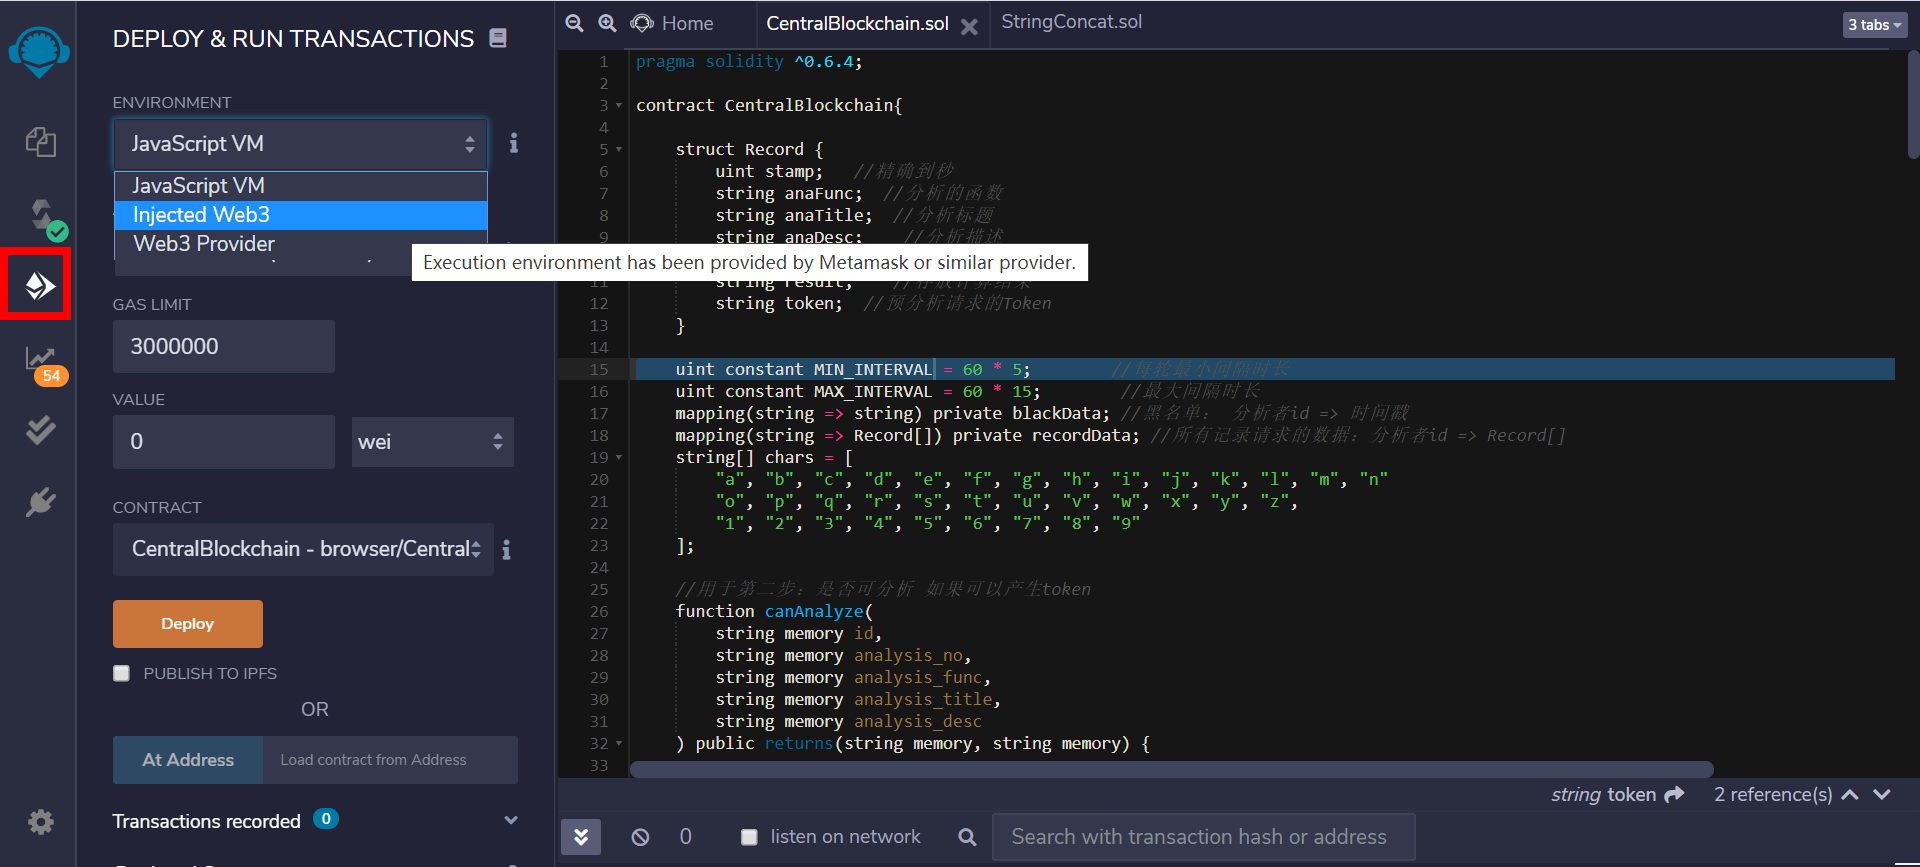 DEPLOY & RUN TRANSACTIONS
ENVIRONMENT
JavaScript VM
JavaScript VM
Injected Web3
Web3 Provider
Execution environment has been provided by Metamask or similar provider.
GAS LIMIT
3000000
VALUE
0
wei
CONTRACT
CentralBlockchain - browser/Central
Deploy
PUBLISH TO IPFS
OR
At Address
Load contract from Address
Transactions recorded 0
54
Home
CentralBlockchain.sol
StringConcat.sol
3 tabs
1 pragma solidity ^0.6.4;
2
3 contract CentralBlockchain{
4
5 struct Record {
6 uint stamp; //精确到秒
7 string anaFunc; //分析的函数
8 string anaTitle; //分析标题
9 string anaDesc; //分析描述
11 string result; //存放计算结果
12 string token; //预分析请求的Token
13 }
14
15 uint constant MIN_INTERVAL = 60 * 5; //每轮最小间隔时长
16 uint constant MAX_INTERVAL = 60 * 15; //最大间隔时长
17 mapping(string => string) private blackData; //黑名单： 分析者id => 时间戳
18 mapping(string => Record[]) private recordData; //所有记录请求的数据：分析者id => Record[]
19 string[] chars = [
20 "a", "b", "c", "d", "e", "f", "g", "h", "i", "j", "k", "l", "m", "n"
21 "o", "p", "q", "r", "s", "t", "u", "v", "w", "x", "y", "z",
22 "1", "2", "3", "4", "5", "6", "7", "8", "9"
23 ];
24
25 //用于第二步：是否可分析 如果可以产生token
26 function canAnalyze(
27 string memory id,
28 string memory analysis_no,
29 string memory analysis_func,
30 string memory analysis_title,
31 string memory analysis_desc
32 ) public returns(string memory, string memory) {
33
string token 2 reference(s)
0 listen on network Search with transaction hash or address